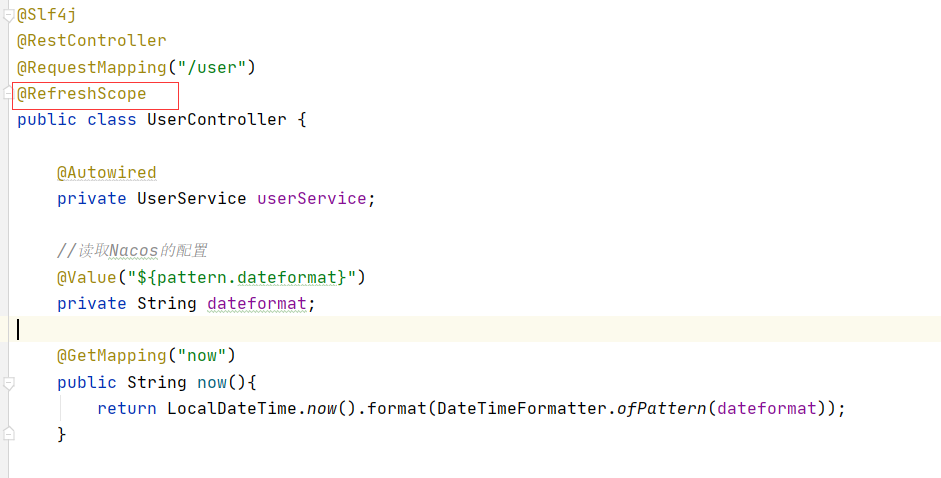 @Slf4j
@RestController
@RequestMapping("/user")
@RefreshScope
public class UserController {
@Autowired
private UserService userService;
//读取Nacos的配置
@Value("${pattern.dateformat}")
private String dateformat;
@GetMapping("now")
public String now(){
return LocalDateTime.now().format(DateTimeFormatter.ofPattern(dateformat));
}